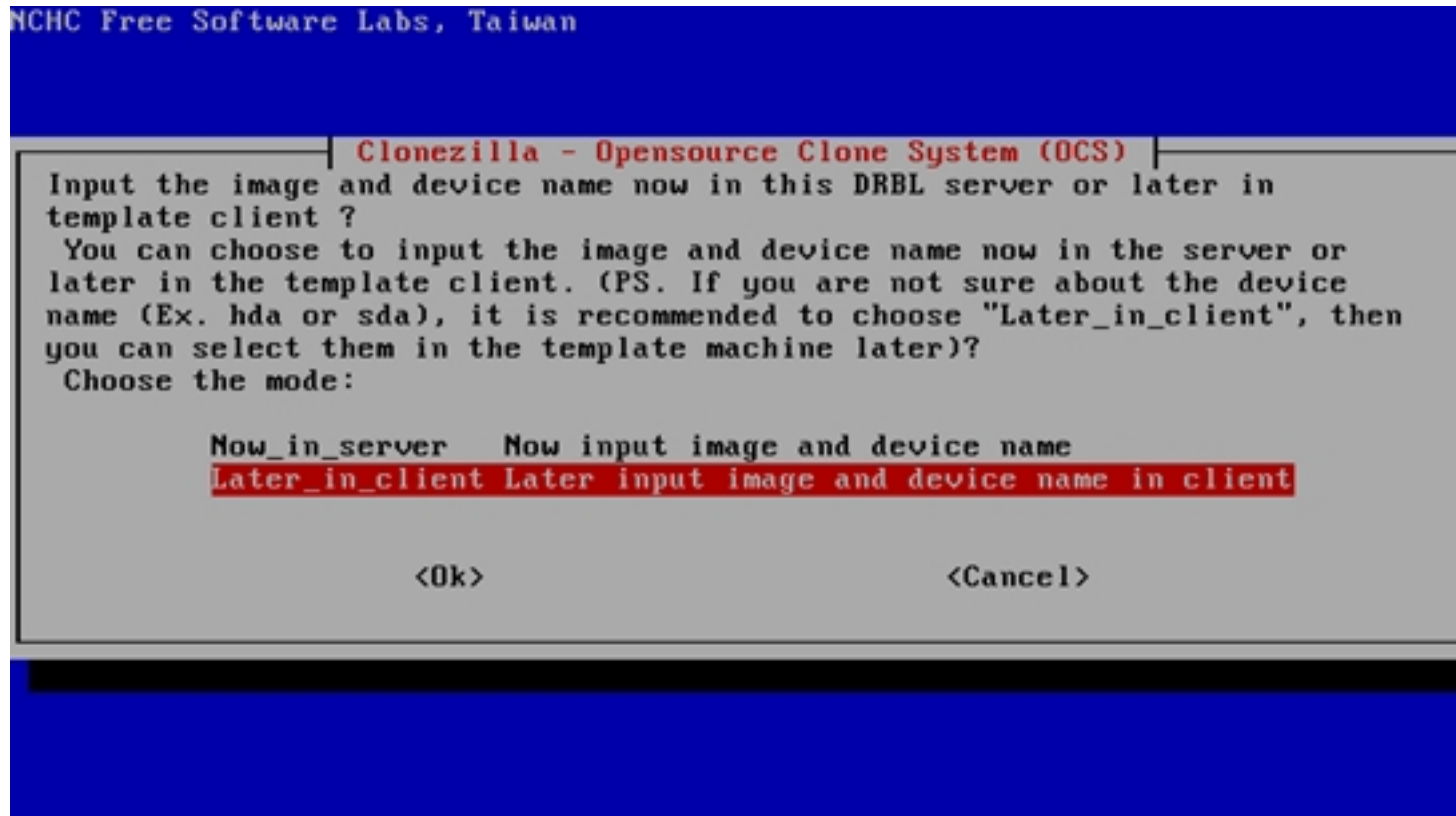 NCHC Free Software Labs, Taiwan
Clonezilla - Opensource Clone System (OCS)
Input the image and device name now in this DRBL server or later in
template client ?
You can choose to input the image and device name now in the server or
later in the template client. (PS. If you are not sure about the device
name (Ex. hda or sda), it is recommended to choose "Later_in_client", then
you can select them in the template machine later)?
Choose the mode:
Now_in_server Now input image and device name
Later_in_client Later input image and device name in client
<Ok> <Cancel>